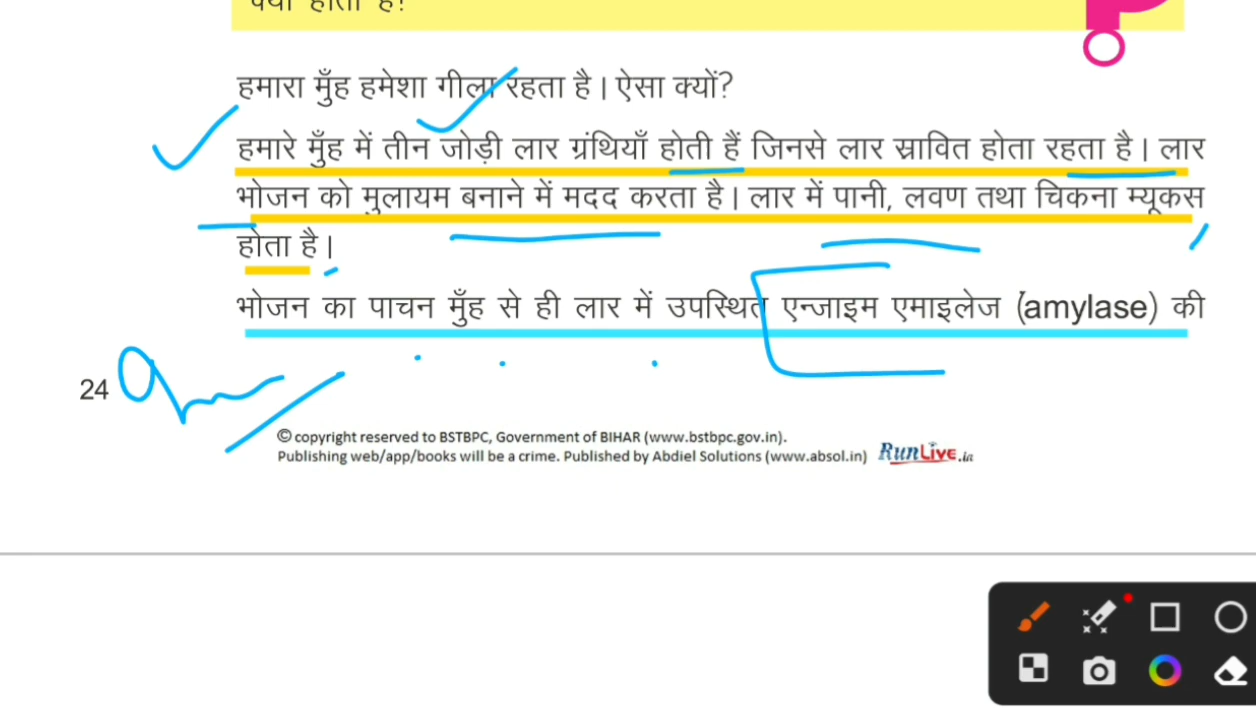 हमारा मुँह हमेशा गीला रहता है। ऐसा क्यों?
हमारे मुँह में तीन जोड़ी लार ग्रंथियाँ होती हैं जिनसे लार स्रावित होता रहता है। लार
भोजन को मुलायम बनाने में मदद करता है। लार में पानी, लवण तथा चिकना म्यूकस
होता है।
भोजन का पाचन मुँह से ही लार में उपस्थित एन्जाइम एमाइलेज (amylase) की
24
© copyright reserved to BSTBPC, Government of BIHAR (www.bstbpc.gov.in).
Publishing web/app/books will be a crime. Published by Abdiel Solutions (www.absol.in) RunLive.in